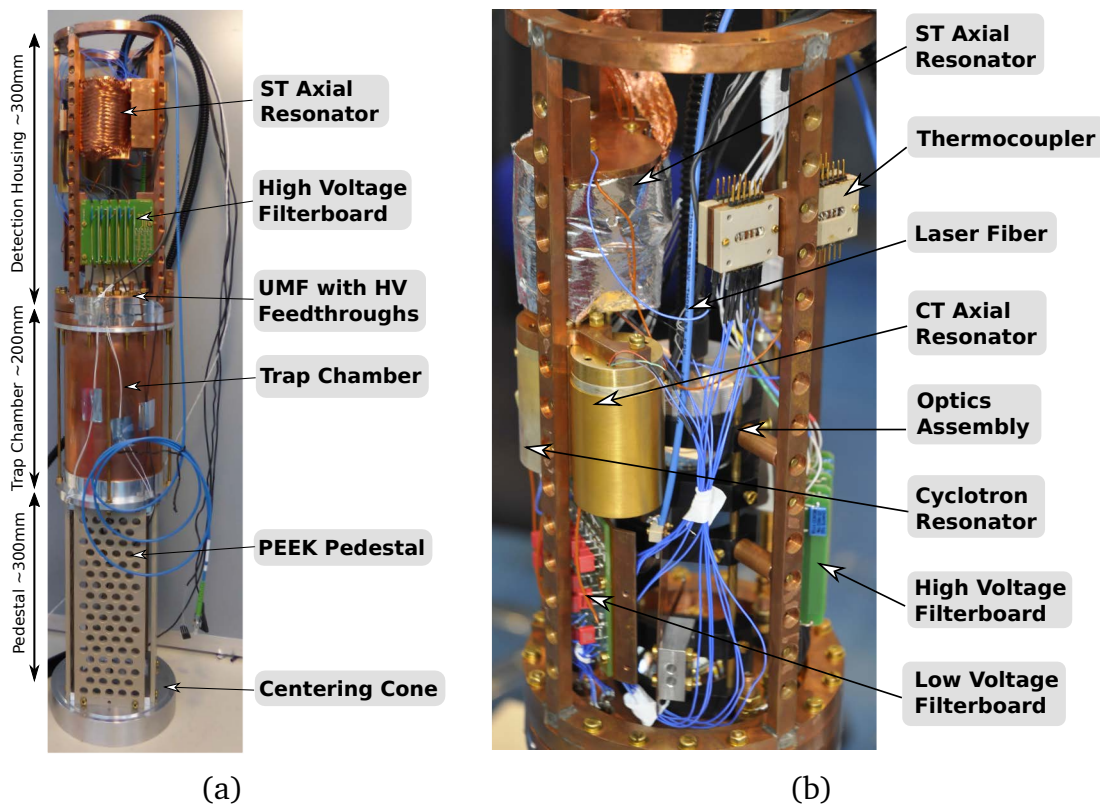 Detection Housing ~300mm
Trap Chamber ~200mm
Pedestal ~300mm
ST Axial
Resonator
High Voltage
Filterboard
UMF with HV
Feedthroughs
Trap Chamber
PEEK Pedestal
Centering Cone
(a)
ST Axial
Resonator
Thermocoupler
Laser Fiber
CT Axial
Resonator
Optics
Assembly
Cyclotron
Resonator
High Voltage
Filterboard
Low Voltage
Filterboard
(b)